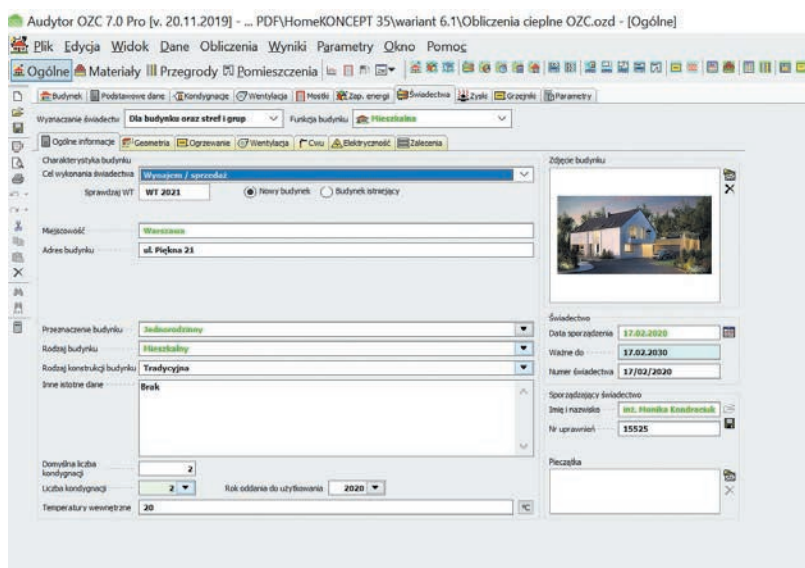 Audytor OZC 7.0 Pro [v. 20.11.2019] - ... PDF\HomeKONCEPT 35\wariant 6.1\Obliczenia cieplne OZC.ozd - [Ogólne]
Plik Edycja Widok Dane Obliczenia Wyniki Parametry Okno Pomoc
Ogólne Materiały Przegrody Pomieszczenia
Budynek Podstawowe dane Kondygnacje Wentylacja Mostki Zap. energi Świadectwa Zyski Grzejniki Parametry
Wyznaczanie świadectw Dla budynku oraz stref i grup Funkcja budynku Mieszkalna
Ogólne informacje Geometria Ogrzewanie Wentylacja Cwu Elektryczność Zalecenia
Charakterystyka budynku Zdjęcie budynku
Cel wykonania świadectwa Wynajem / sprzedaż
Sprawdzaj WT WT 2021 Nowy budynek Budynek istniejący
Miejscowość Warszawa
Adres budynku ul. Piękna 21
Świadectwo
Przeznaczenie budynku Jednorodzinny Data sporządzenia 17.02.2020
Rodzaj budynku Mieszkalny Ważne do 17.02.2030
Rodzaj konstrukcji budynku Tradycyjna Numer świadectwa 17/02/2020
Inne istotne dane Brak
Sporządzający świadectwo
Imię i nazwisko inż. Monika Kondraciuk
Nr uprawnień 15525
Domyślna liczba kondygnacji 2 Pieczątka
Liczba kondygnacji 2 Rok oddania do użytkowania 2020
Temperatury wewnętrzne 20 °C